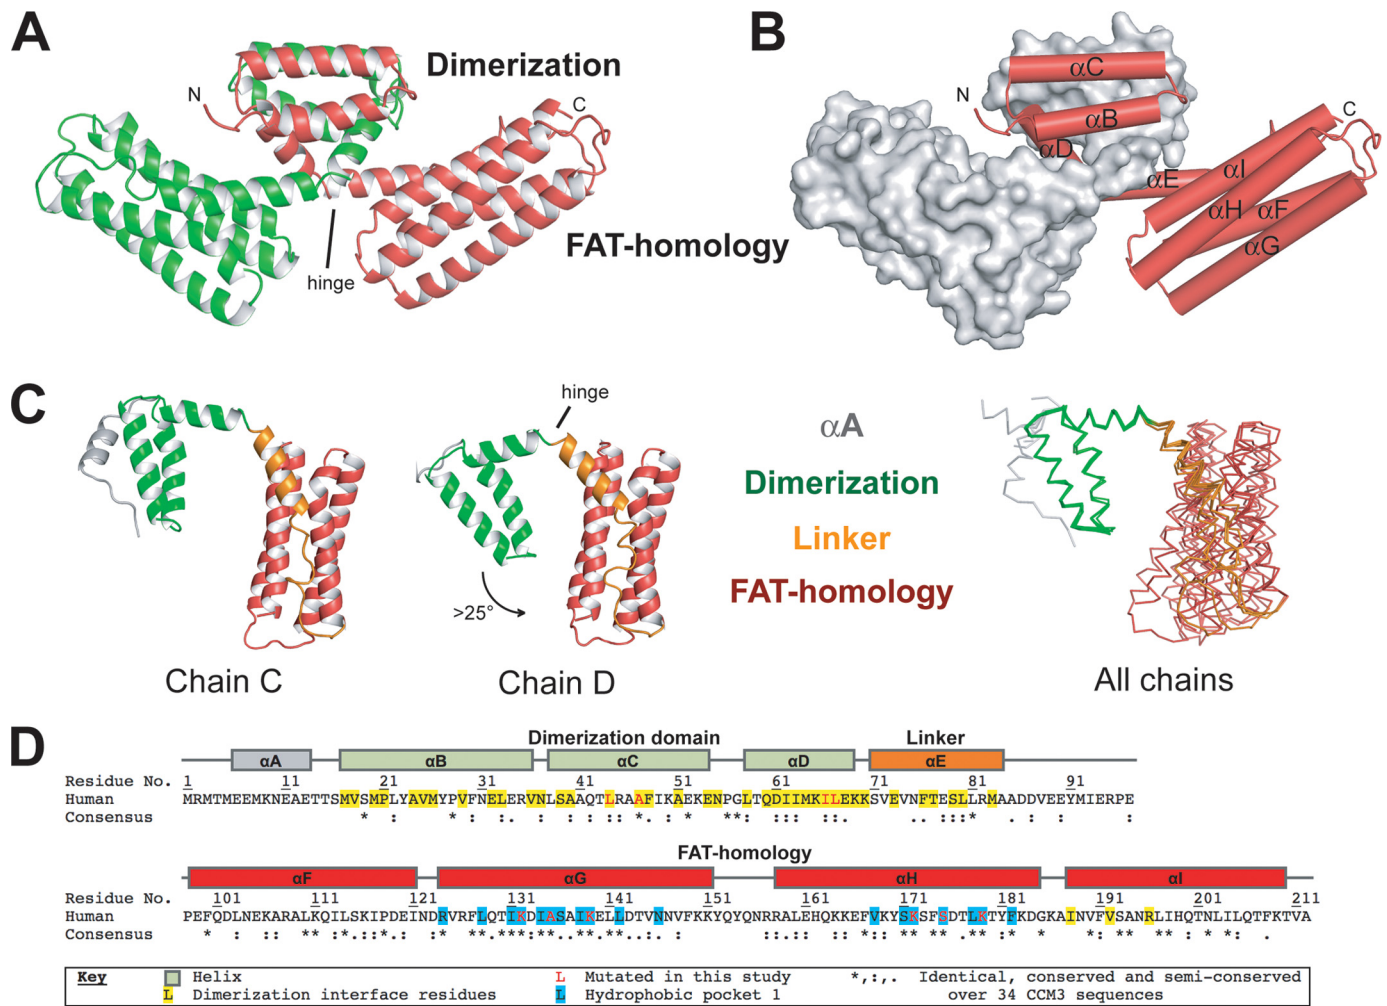 A
Dimerization
N
C
FAT-homology
hinge
B
αC
N
αB
C
αD
αE
αI
αH
αF
αG
C
hinge
>25°
Chain C
Chain D
αA
Dimerization
Linker
FAT-homology
All chains
D
Dimerization domain Linker
αA αB αC αD αE
Residue No. 1 11 21 31 41 51 61 71 81 91
Human MRMTMEEMKNEAETTSMVSMPLYAVMYPVFNELERVNLSAAQTLRAAFIKAEKENPGLTQDIIMKILEKKSVEVNFTESLLRMAADDVEEYMIERPE
Consensus
FAT-homology
αF αG αH αI
Residue No. 101 111 121 131 141 151 161 171 181 191 201 211
Human PEFQDLNEKARALKQILSKIPDEINDRVRFLQTIKDIASAIKELLDTVNNVFKKYQYQNRRALEHQKKEFVKYSKSFSDTLKTYFKDGKAINVFVSANRLIHQTNLILQTFKTVA
Consensus
Key Helix L Mutated in this study *,:,. Identical, conserved and semi-conserved
L Dimerization interface residues L Hydrophobic pocket 1 over 34 CCM3 sequences